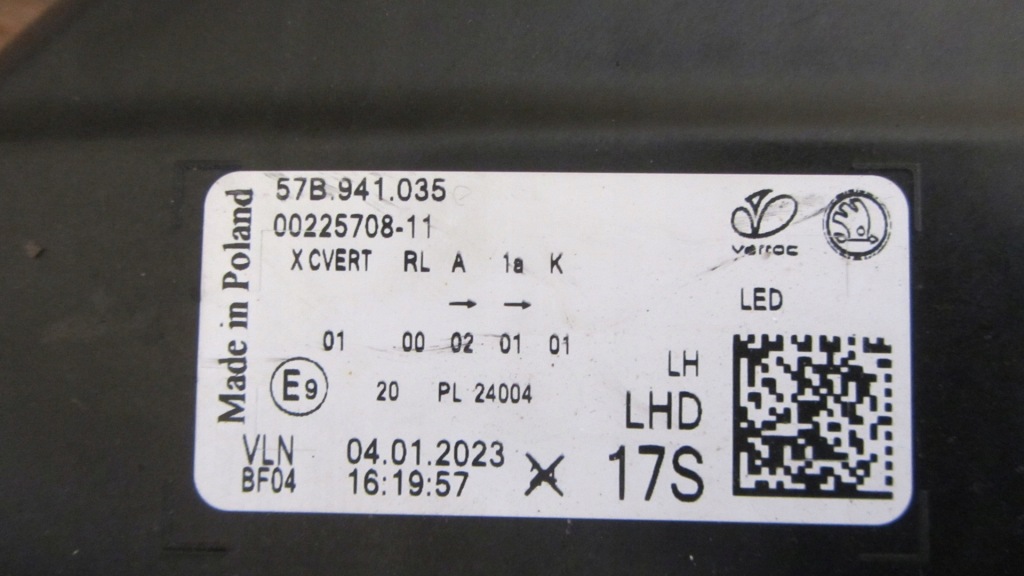 Made in Poland
57B.941.035
00225708-11
X CVERT RL A 1a K
→ →
01 00 02 01 01
E9 20 PL 24004
VLN 04.01.2023
BF04 16:19:57
varroc
LED
LH
LHD
17S